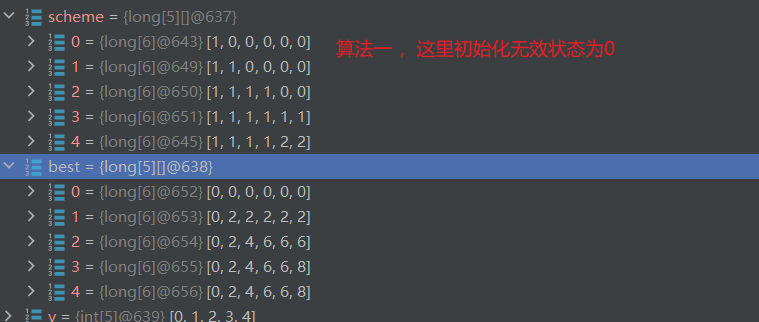 scheme = {long[5][]@637}
0 = {long[6]@643} [1, 0, 0, 0, 0, 0]
算法一 ，这里初始化无效状态为0
1 = {long[6]@649} [1, 1, 0, 0, 0, 0]
2 = {long[6]@650} [1, 1, 1, 1, 0, 0]
3 = {long[6]@651} [1, 1, 1, 1, 1, 1]
4 = {long[6]@645} [1, 1, 1, 1, 2, 2]
best = {long[5][]@638}
0 = {long[6]@652} [0, 0, 0, 0, 0, 0]
1 = {long[6]@653} [0, 2, 2, 2, 2, 2]
2 = {long[6]@654} [0, 2, 4, 6, 6, 6]
3 = {long[6]@655} [0, 2, 4, 6, 6, 8]
4 = {long[6]@656} [0, 2, 4, 6, 6, 8]
v = {int[5]@639} [0, 1, 2, 3, 4]